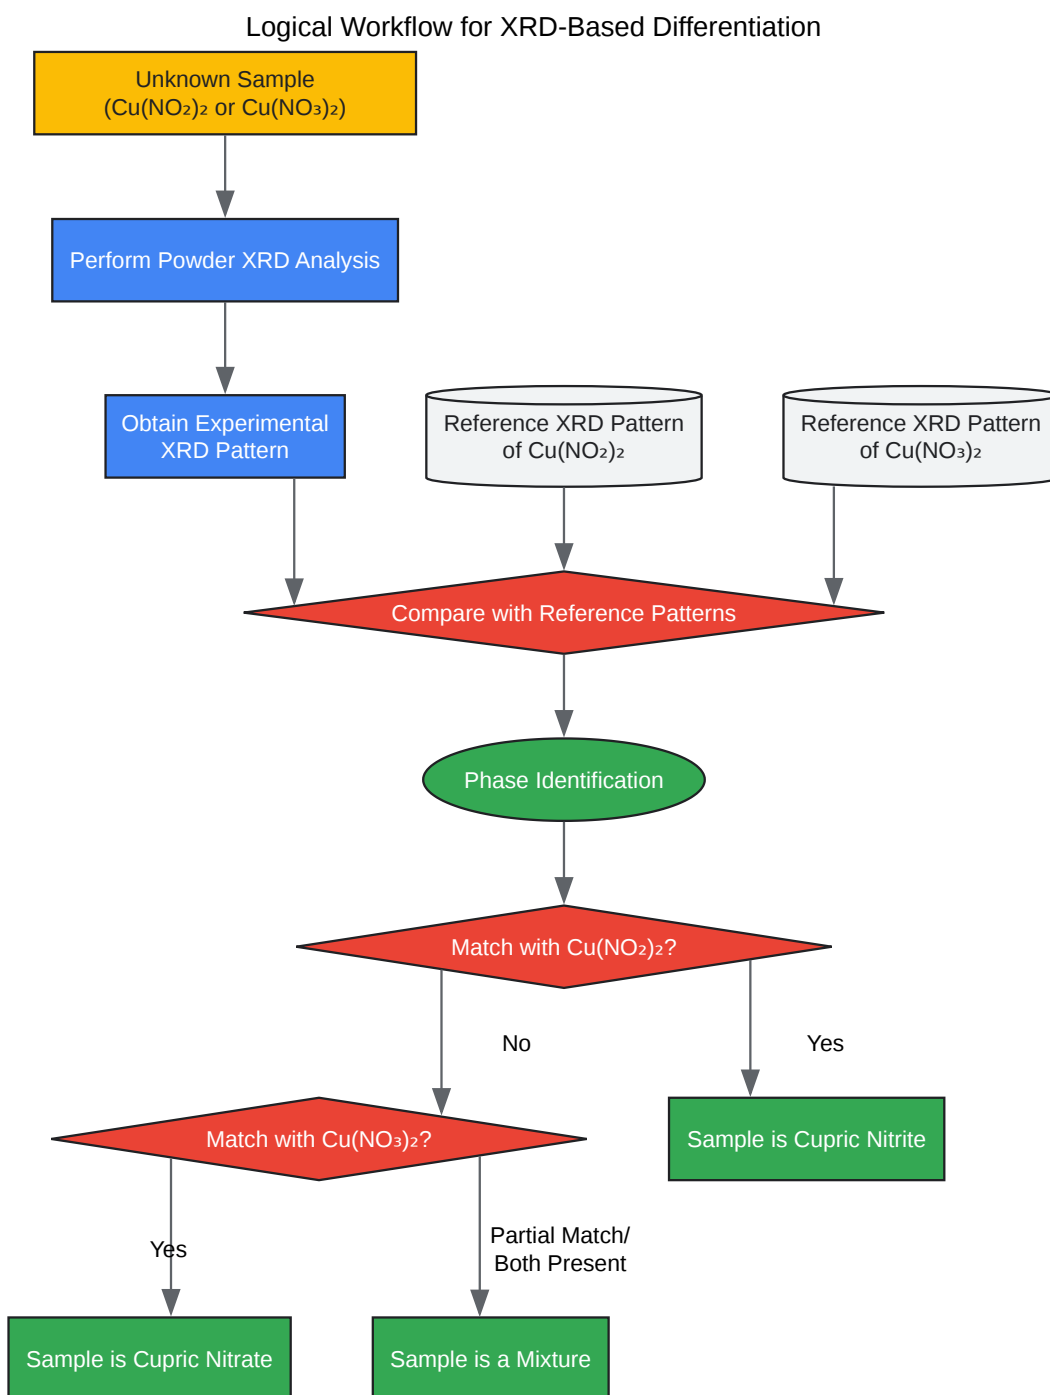 Logical Workflow for XRD-Based Differentiation
Unknown Sample
(Cu(NO₂)₂ or Cu(NO₃)₂)
Perform Powder XRD Analysis
Obtain Experimental
XRD Pattern
Reference XRD Pattern
of Cu(NO₂)₂
Reference XRD Pattern
of Cu(NO₃)₂
Compare with Reference Patterns
Phase Identification
Match with Cu(NO₂)₂?
No
Yes
Match with Cu(NO₃)₂?
Sample is Cupric Nitrite
Yes
Partial Match/
Both Present
Sample is Cupric Nitrate
Sample is a Mixture